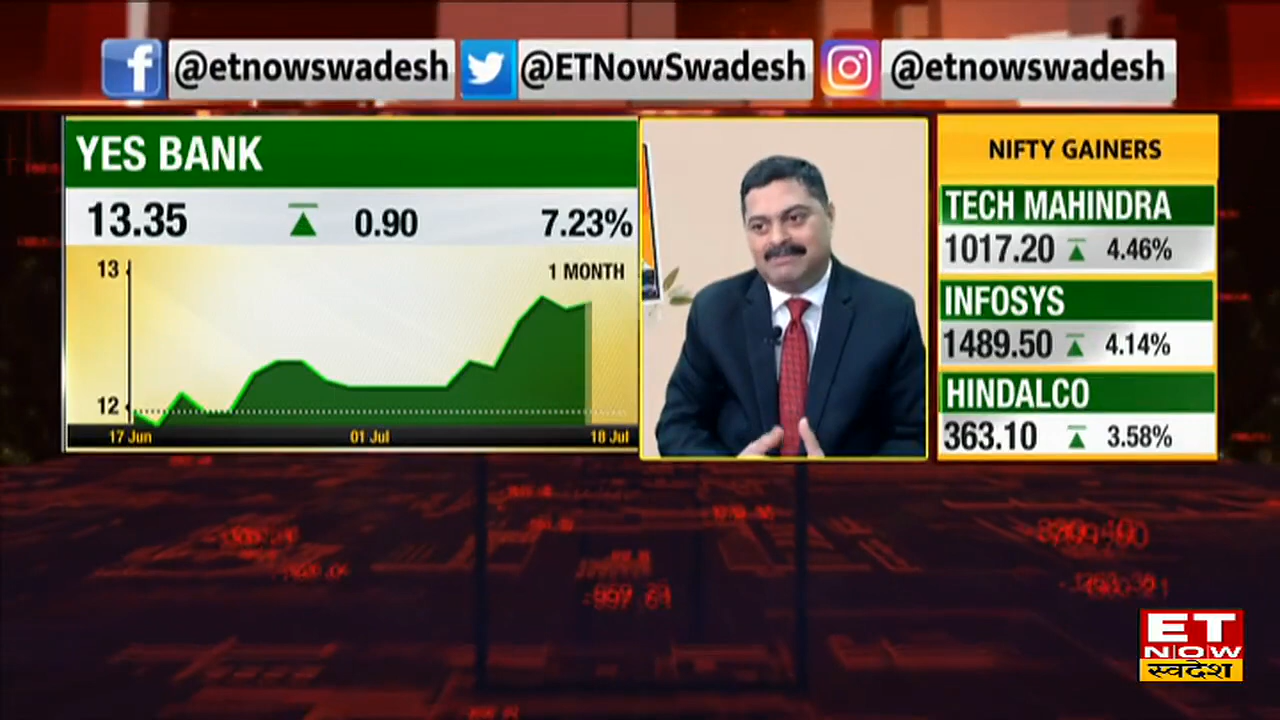 @etnowswadesh @ETNowSwadesh @etnowswadesh
YES BANK
13.35 0.90 7.23%
1 MONTH
13
12
17 Jun 01 Jul 18 Jul
NIFTY GAINERS
TECH MAHINDRA
1017.20 4.46%
INFOSYS
1489.50 4.14%
HINDALCO
363.10 3.58%
ET
NOW
स्वदेश